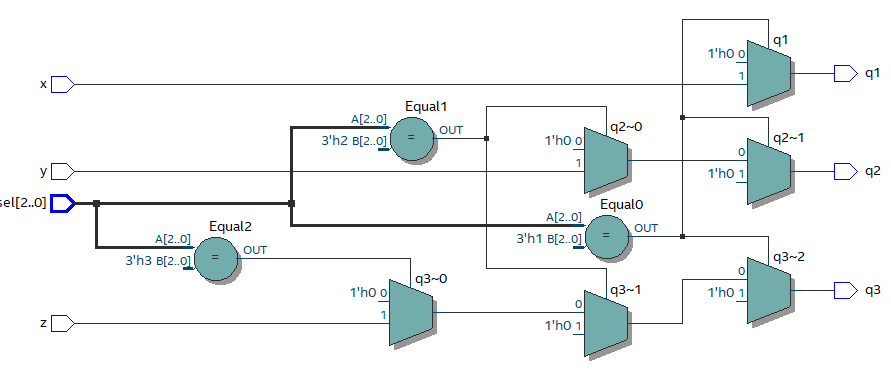 q1
1'h0 0
1
q1
x
Equal1
A[2..0]
3'h2 B[2..0]
OUT
q2~0
1'h0 0
1
q2~1
0
1'h0 1
q2
y
sel[2..0]
Equal0
A[2..0]
3'h1 B[2..0]
OUT
Equal2
A[2..0]
3'h3 B[2..0]
OUT
q3~0
1'h0 0
1
q3~1
0
1'h0 1
q3~2
0
1'h0 1
q3
z